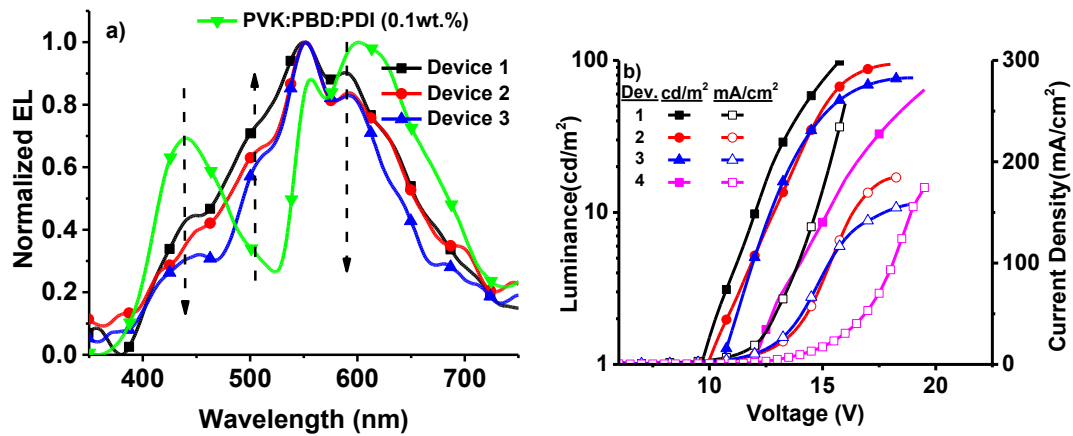 a)
PVK:PBD:PDI (0.1wt.%)
Device 1
Device 2
Device 3
Normalized EL
1.0
0.8
0.6
0.4
0.2
0.0
400 500 600 700
Wavelength (nm)
b)
Dev. cd/m² mA/cm²
1
2
3
4
Luminance(cd/m²)
100
10
1
Current Density(mA/cm²)
300
200
100
0
10 15 20
Voltage (V)